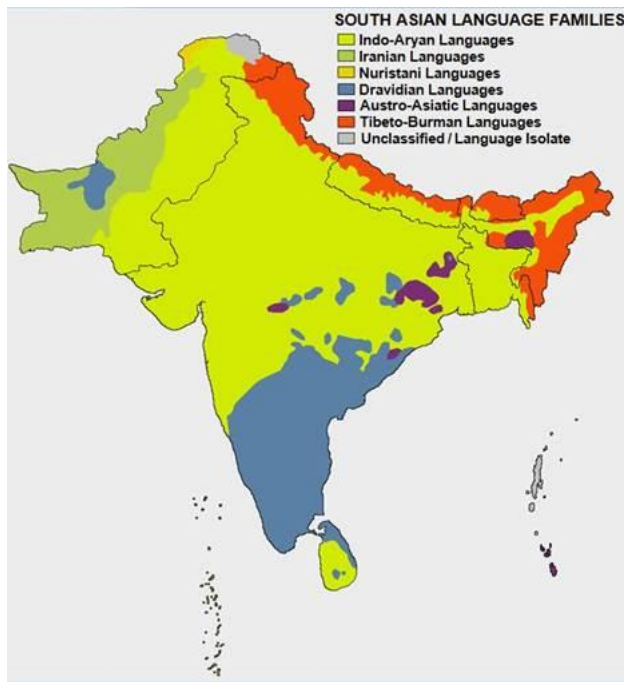 SOUTH ASIAN LANGUAGE FAMILIES
Indo-Aryan Languages
Iranian Languages
Nuristani Languages
Dravidian Languages
Austro-Asiatic Languages
Tibeto-Burman Languages
Unclassified / Language Isolate